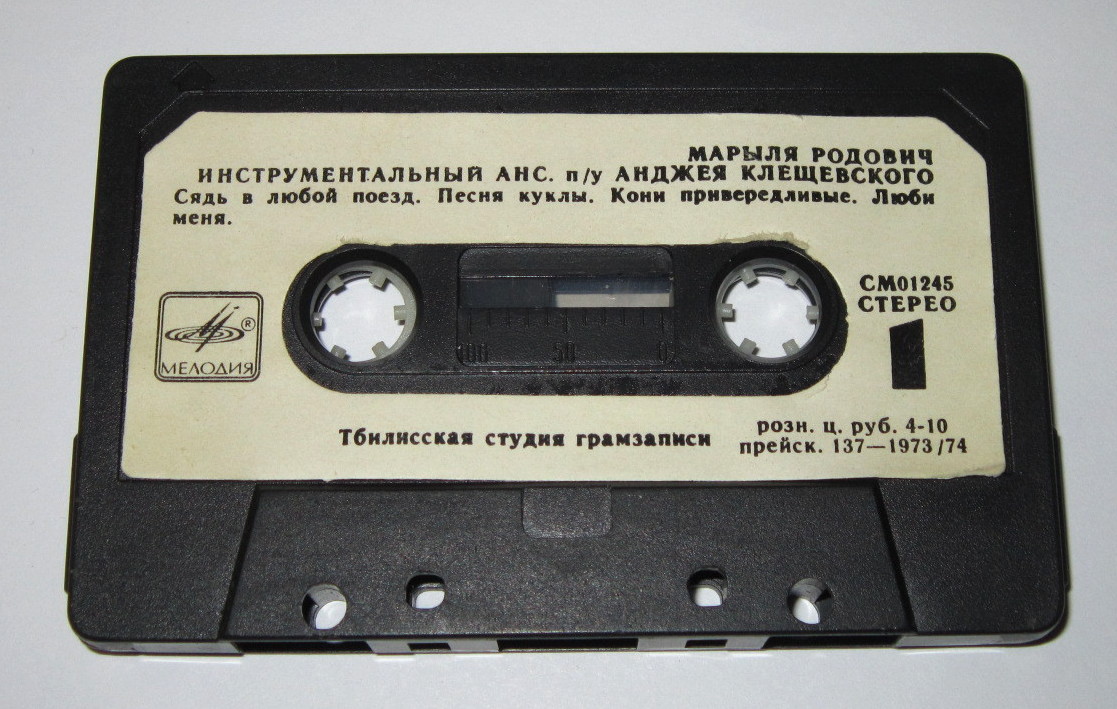 МАРЫЛЯ РОДОВИЧ
ИНСТРУМЕНТАЛЬНЫЙ АНС. п/у АНДЖЕЯ КЛЕЩЕВСКОГО
Сядь в любой поезд. Песня куклы. Кони привередливые. Люби
меня.
СМ01245
СТЕРЕО
1
®
МЕЛОДИЯ
100 50 0
Тбилисская студия грамзаписи
розн. ц. руб. 4-10
прейск. 137—1973/74